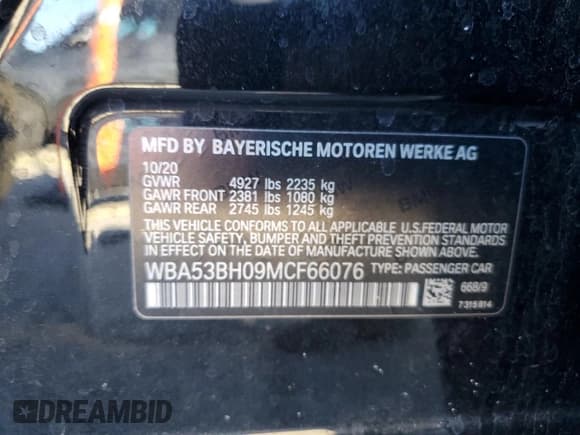 MFD BY BAYERISCHE MOTOREN WERKE AG
10/20
GVWR 4927 lbs 2235 kg
GAWR FRONT 2381 lbs 1080 kg
GAWR REAR 2745 lbs 1245 kg
THIS VEHICLE CONFORMS TO ALL APPLICABLE U.S.FEDERAL MOTOR
VEHICLE SAFETY, BUMPER AND THEFT PREVENTION STANDARDS IN
EFFECT ON THE DATE OF MANUFACTURE SHOWN ABOVE.
WBA53BH09MCF66076 TYPE: PASSENGER CAR
668/9
7315814
DREAMBID